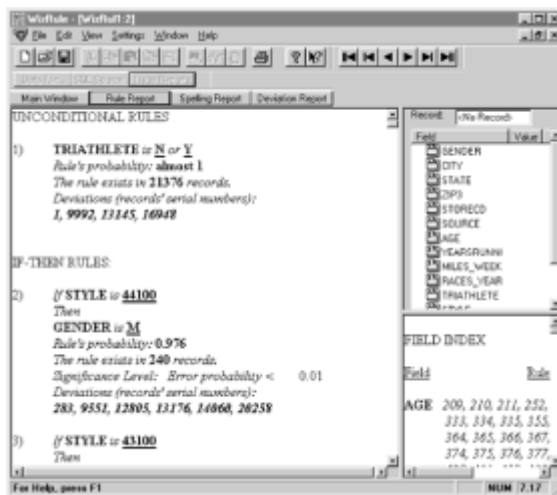 WizRule - [WizRul1:2]
File Edit View Settings Window Help
Main Window Rule Report Spelling Report Deviation Report
UNCONDITIONAL RULES
1) TRIATHLETE is N or Y
Rule's probability: almost 1
The rule exists in 21376 records.
Deviations (records' serial numbers):
1, 9992, 13145, 16948
IF-THEN RULES:
2) If STYLE is 44100
Then
GENDER is M
Rule's probability: 0.976
The rule exists in 240 records.
Significance Level: Error probability < 0.01
Deviations (records' serial numbers):
283, 9551, 12805, 13176, 14060, 20258
3) If STYLE is 43100
Then
Record: <No Record>
Field Value
GENDER
CITY
STATE
ZIP3
STORECD
SOURCE
AGE
YEARSRUNNI
MILES_WEEK
RACES_YEAR
TRIATHLETE
FIELD INDEX
Field Rule
AGE 209, 210, 211, 252,
333, 334, 335, 355,
364, 365, 366, 367,
374, 375, 376, 377,
For Help, press F1
NUM 7.17